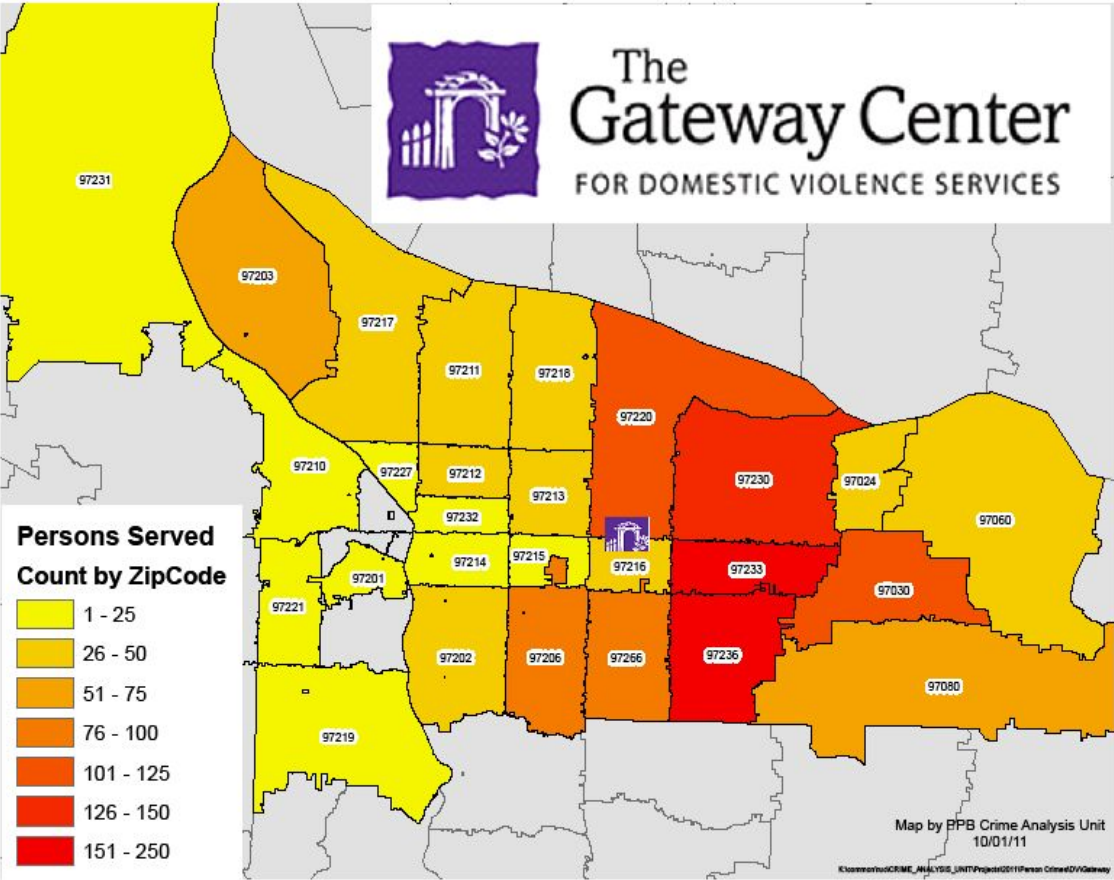 The
Gateway Center
FOR DOMESTIC VIOLENCE SERVICES
97231
97203
97217
97211
97218
97220
97210
97227
97212
97213
97230
97024
97060
97232
97214
97215
97216
97233
97030
97201
97221
97202
97206
97266
97236
97080
97219
Persons Served
Count by ZipCode
1 - 25
26 - 50
51 - 75
76 - 100
101 - 125
126 - 150
151 - 250
Map by PPB Crime Analysis Unit
10/01/11